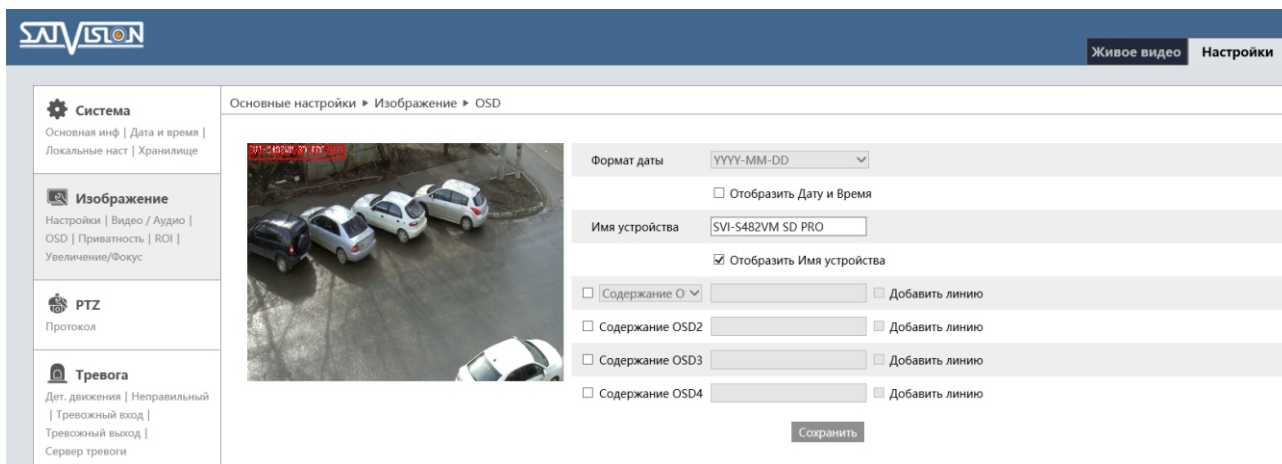 SATVISION
Живое видео
Настройки
Система
Основная инф | Дата и время |
Локальные наст | Хранилище
Изображение
Настройки | Видео / Аудио |
OSD | Приватность | ROI |
Увеличение/Фокус
PTZ
Протокол
Тревога
Дет. движения | Неправильный
| Тревожный вход |
Тревожный выход |
Сервер тревоги
Основные настройки ▸ Изображение ▸ OSD
Формат даты YYYY-MM-DD
Отобразить Дату и Время
Имя устройства SVI-S482VM SD PRO
Отобразить Имя устройства
Содержание O Добавить линию
Содержание OSD2 Добавить линию
Содержание OSD3 Добавить линию
Содержание OSD4 Добавить линию
Сохранить